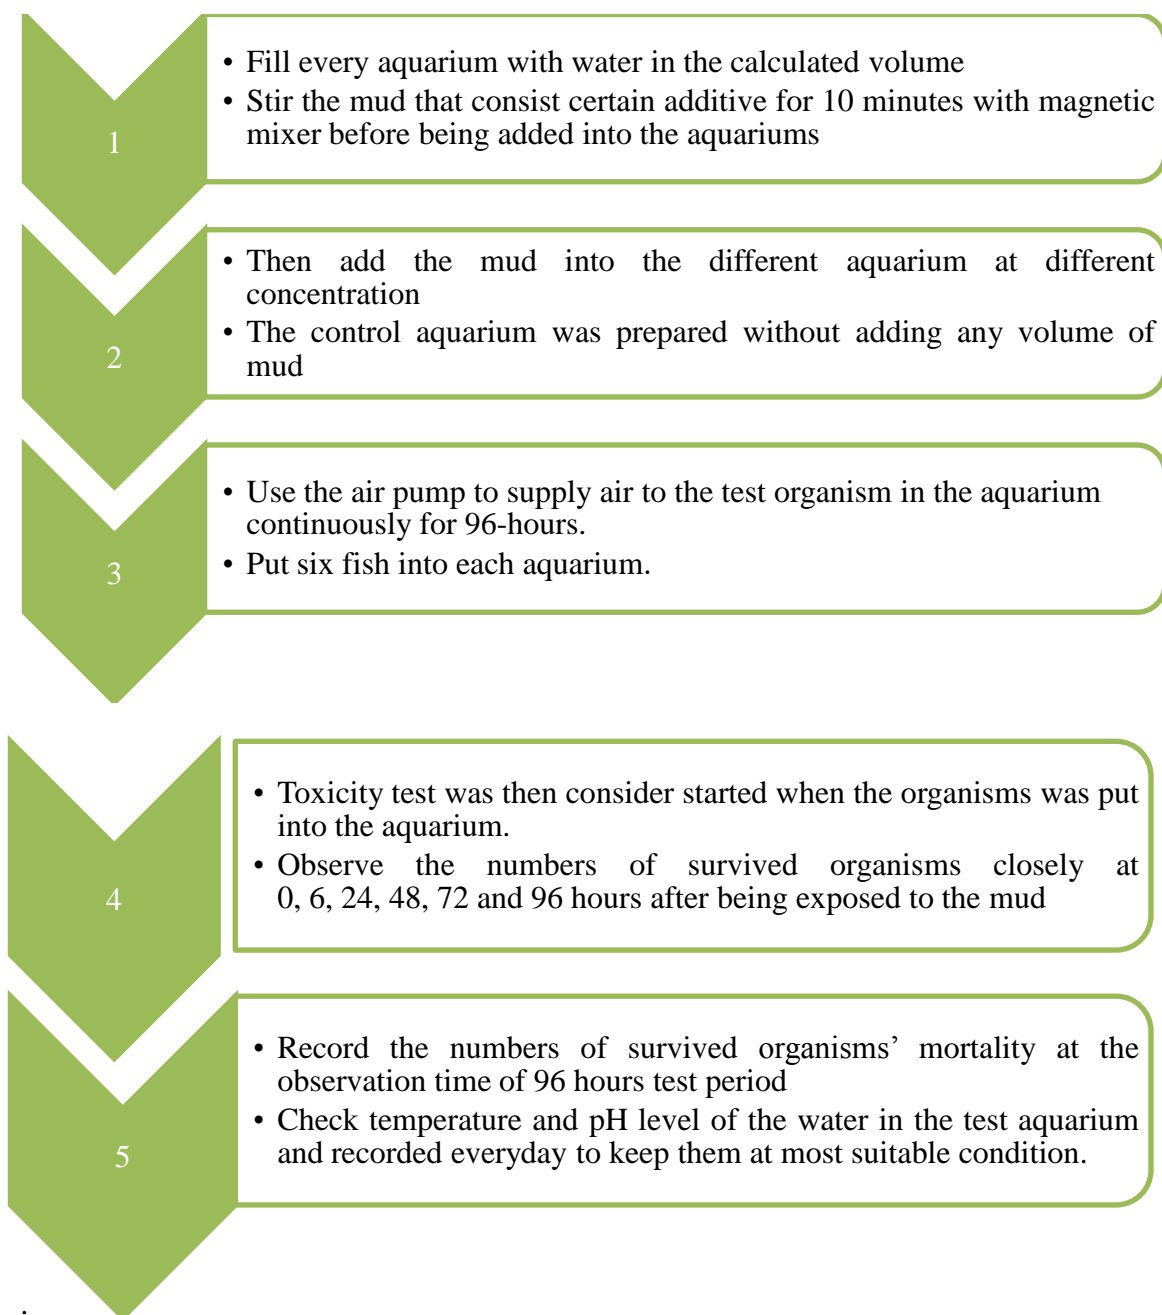 1
• Fill every aquarium with water in the calculated volume
• Stir the mud that consist certain additive for 10 minutes with magnetic
mixer before being added into the aquariums
2
• Then add the mud into the different aquarium at different
concentration
• The control aquarium was prepared without adding any volume of
mud
3
• Use the air pump to supply air to the test organism in the aquarium
continuously for 96-hours.
• Put six fish into each aquarium.
4
• Toxicity test was then consider started when the organisms was put
into the aquarium.
• Observe the numbers of survived organisms closely at
0, 6, 24, 48, 72 and 96 hours after being exposed to the mud
5
• Record the numbers of survived organisms’ mortality at the
observation time of 96 hours test period
• Check temperature and pH level of the water in the test aquarium
and recorded everyday to keep them at most suitable condition.
.